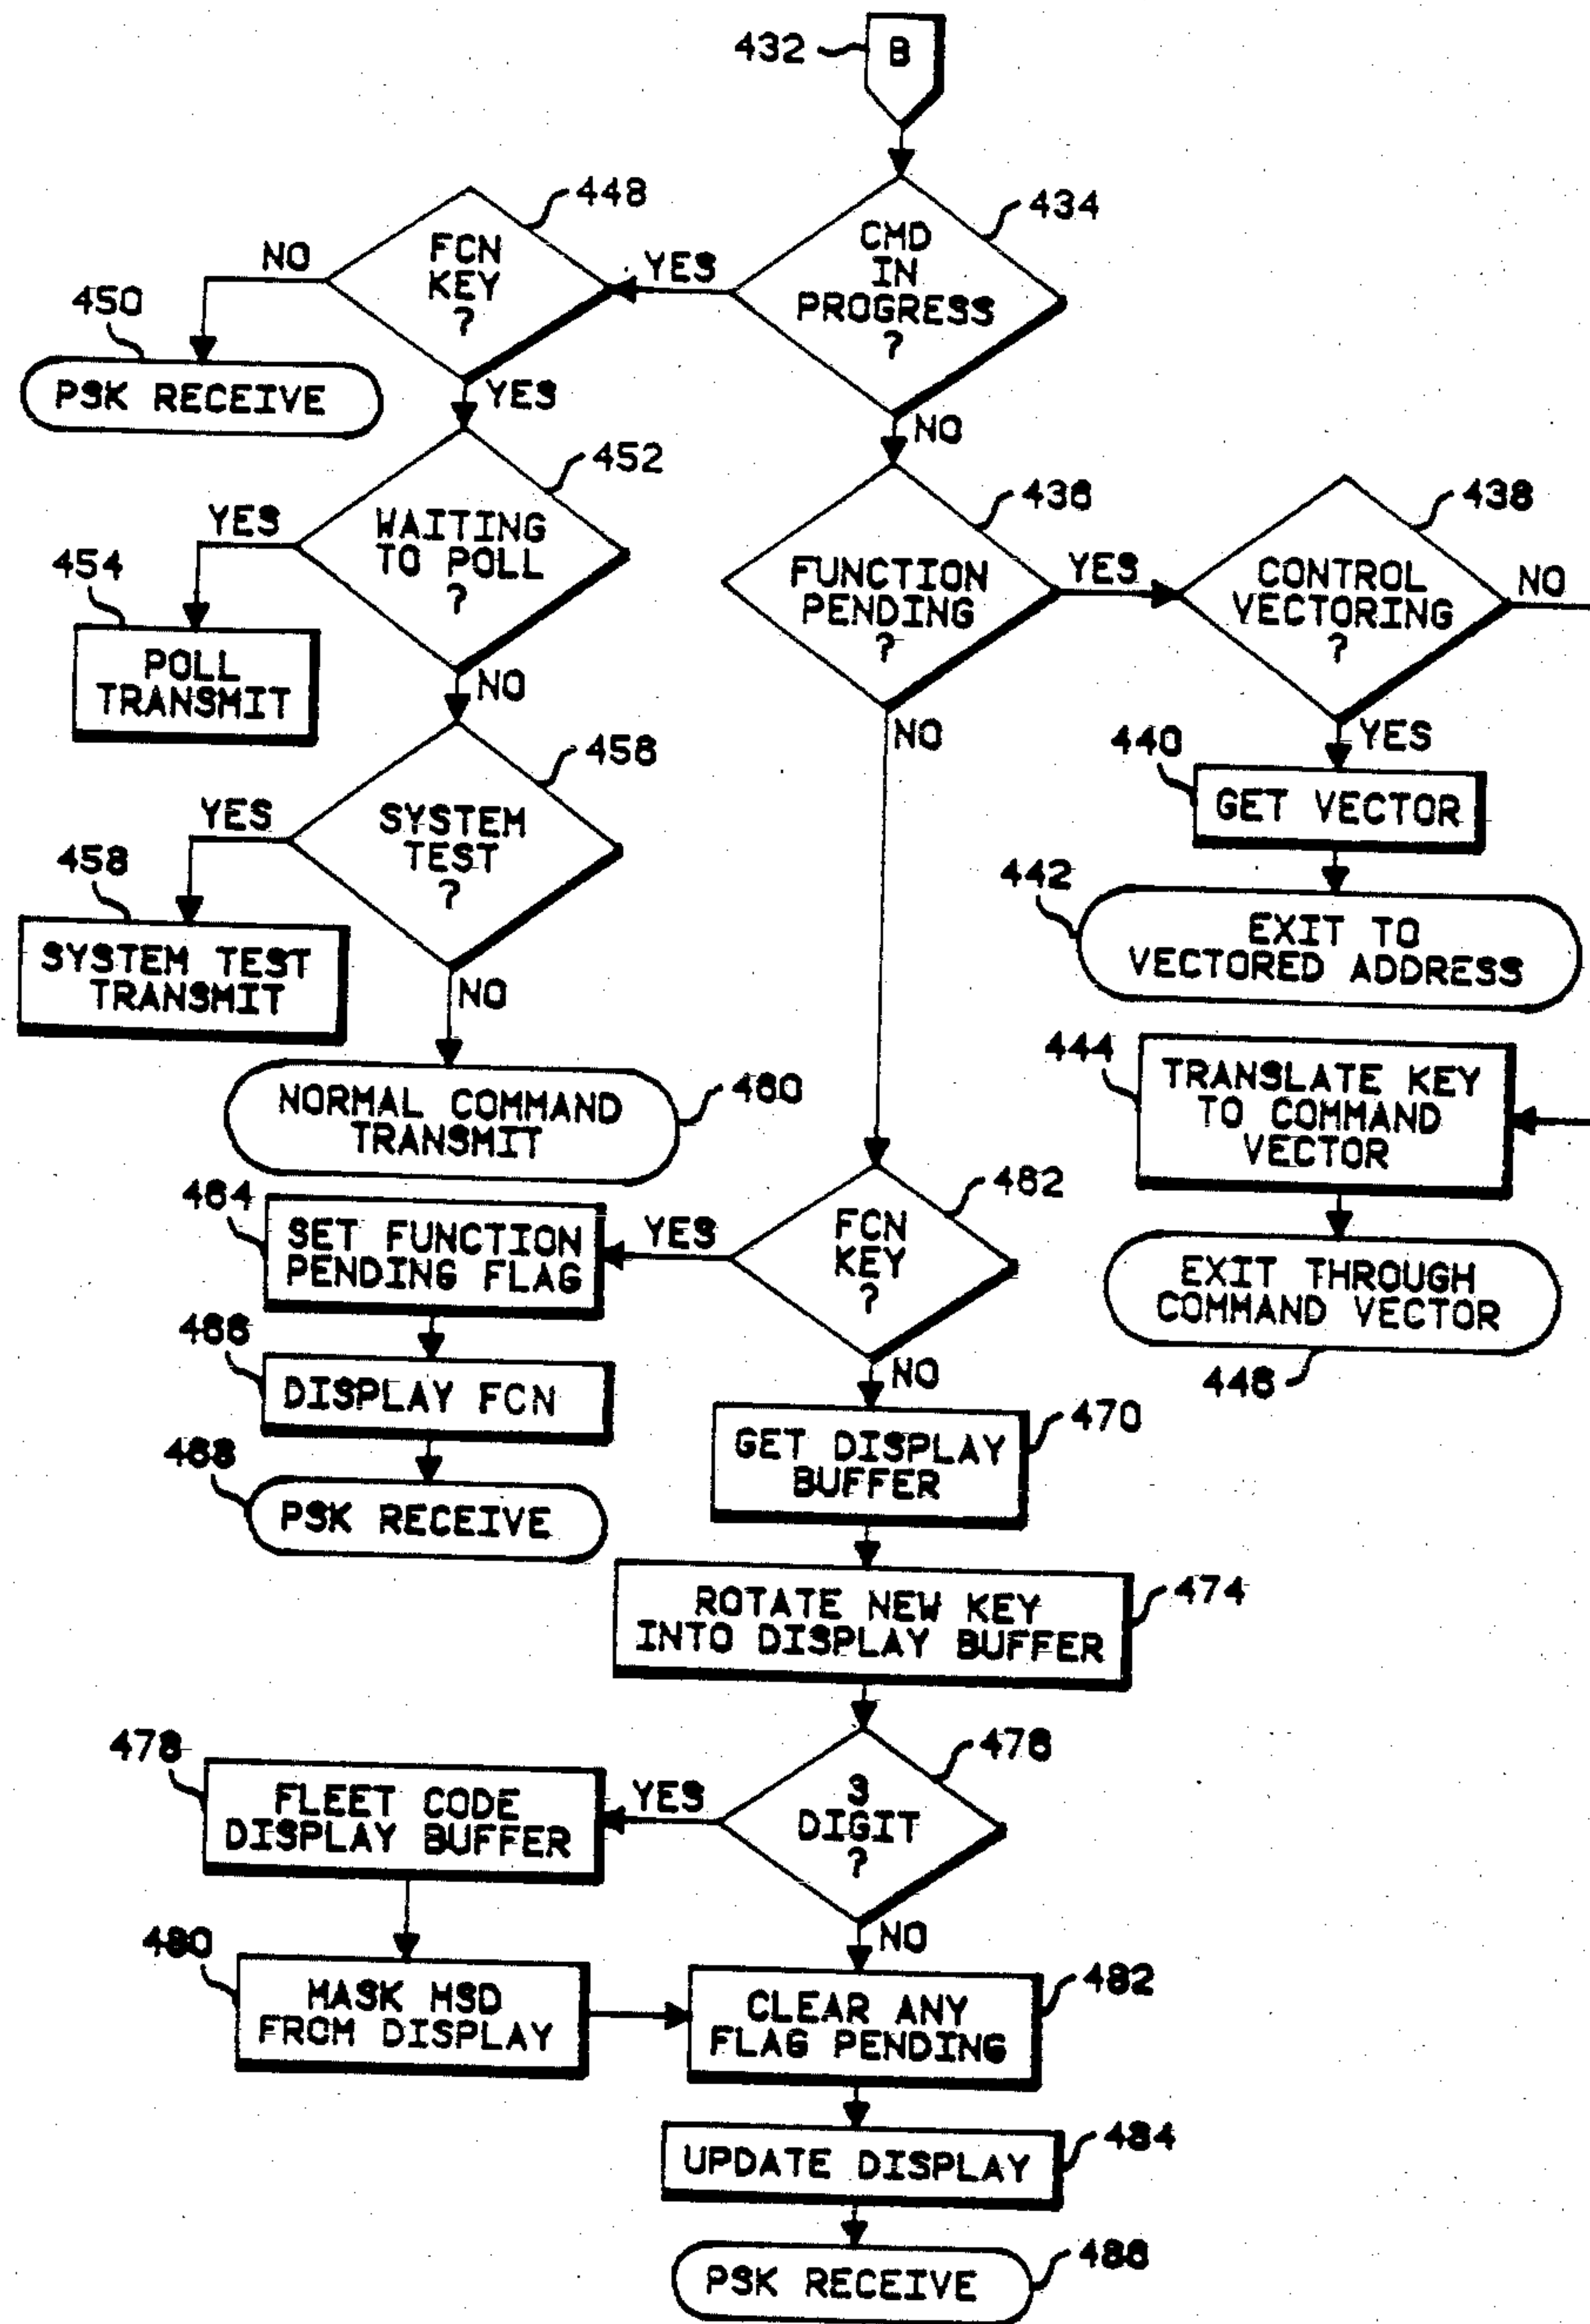 432
B
434
CMD
IN
PROGRESS
?
YES
NO
448
FCN
KEY
?
NO
YES
450
PSK RECEIVE
452
WAITING
TO POLL
?
YES
NO
454
POLL
TRANSMIT
456
SYSTEM
TEST
?
YES
NO
458
SYSTEM TEST
TRANSMIT
NORMAL COMMAND
TRANSMIT
460
436
FUNCTION
PENDING
?
YES
NO
438
CONTROL
VECTORING
?
NO
YES
440
GET VECTOR
442
EXIT TO
VECTORED ADDRESS
444
TRANSLATE KEY
TO COMMAND
VECTOR
EXIT THROUGH
COMMAND VECTOR
446
462
FCN
KEY
?
YES
NO
464
SET FUNCTION
PENDING FLAG
466
DISPLAY FCN
468
PSK RECEIVE
470
GET DISPLAY
BUFFER
474
ROTATE NEW KEY
INTO DISPLAY BUFFER
476
3
DIGIT
?
YES
NO
478
FLEET CODE
DISPLAY BUFFER
480
MASK MSD
FROM DISPLAY
482
CLEAR ANY
FLAG PENDING
484
UPDATE DISPLAY
486
PSK RECEIVE